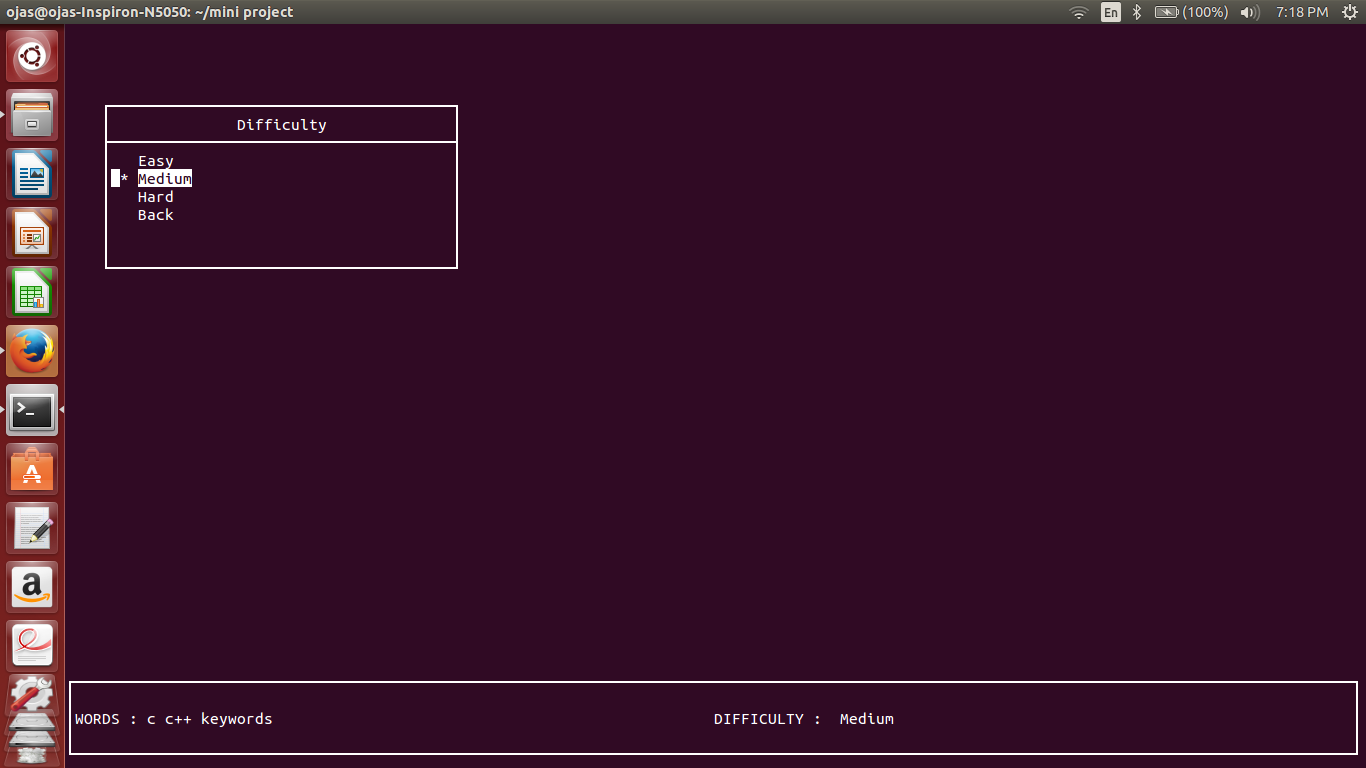 ojas@ojas-Inspiron-N5050: ~/mini project En (100%) 7:18 PM
Difficulty
Easy
* Medium
Hard
Back
WORDS : c c++ keywords DIFFICULTY : Medium